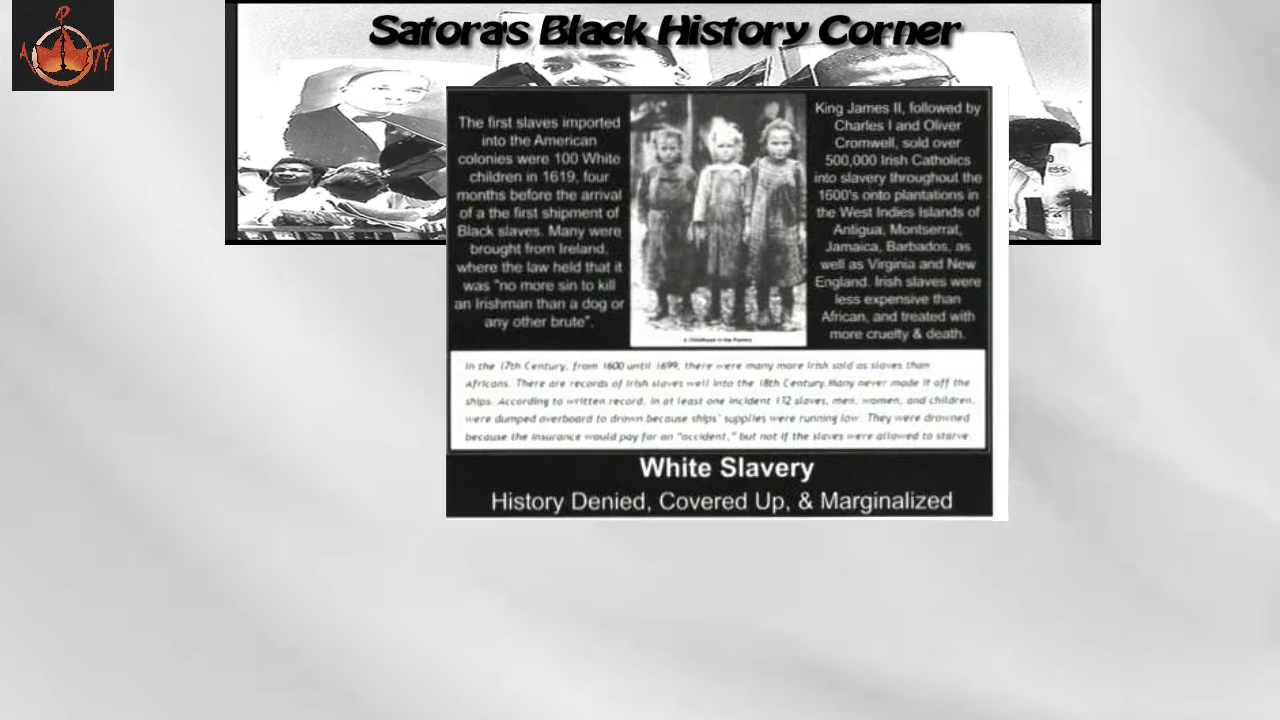 P
A
TV
Satora's Black History Corner
The first slaves imported
into the American
colonies were 100 White
children in 1619, four
months before the arrival
of a the first shipment of
Black slaves. Many were
brought from Ireland,
where the law held that it
was "no more sin to kill
an Irishman than a dog or
any other brute".
King James II, followed by
Charles I and Oliver
Cromwell, sold over
500,000 Irish Catholics
into slavery throughout the
1600's onto plantations in
the West Indies Islands of
Antigua, Montserrat,
Jamaica, Barbados, as
well as Virginia and New
England. Irish slaves were
less expensive than
African, and treated with
more cruelty & death.
In the 17th Century, from 1600 until 1699, there were many more Irish sold as slaves than
Africans. There are records of Irish slaves well into the 18th Century.Many never made it off the
ships. According to written record, in at least one incident 132 slaves, men, women, and children,
were dumped overboard to drown because ships' supplies were running low. They were drowned
because the insurance would pay for an "accident," but not if the slaves were allowed to starve.
White Slavery
History Denied, Covered Up, & Marginalized